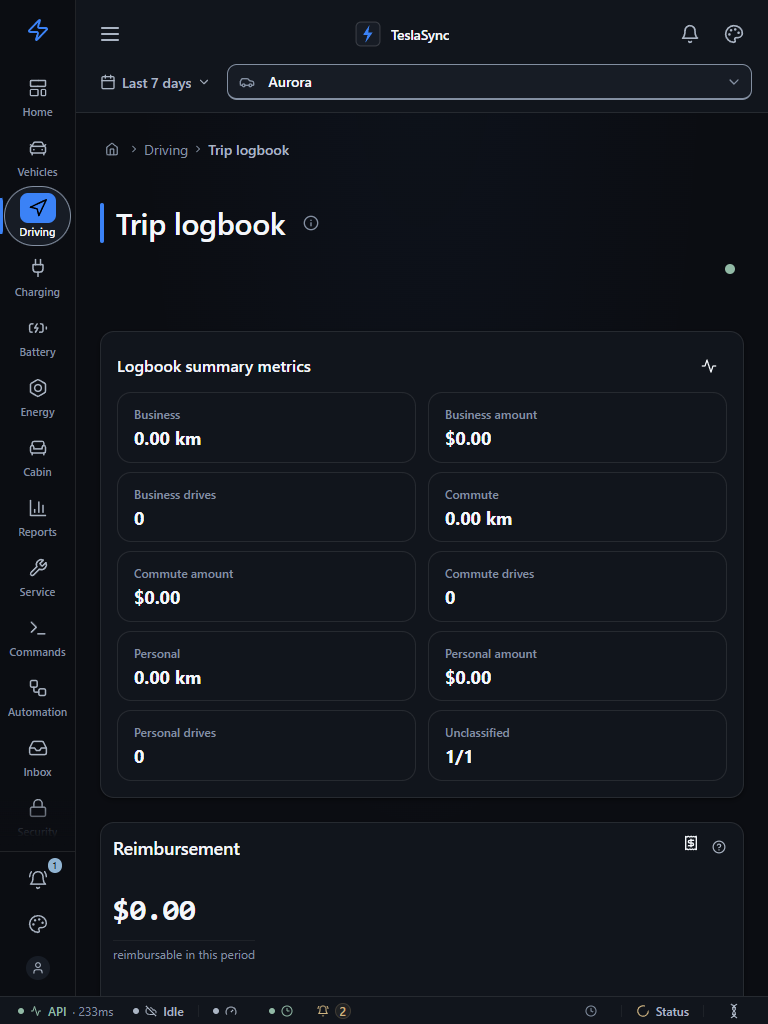 TeslaSync
Last 7 days
Aurora
Home
Vehicles
Driving
Charging
Battery
Energy
Cabin
Reports
Service
Commands
Automation
Inbox
Security
1
Driving
Trip logbook
Trip logbook
Logbook summary metrics
Business
0.00 km
Business amount
$0.00
Business drives
0
Commute
0.00 km
Commute amount
$0.00
Commute drives
0
Personal
0.00 km
Personal amount
$0.00
Personal drives
0
Unclassified
1/1
Reimbursement
$0.00
reimbursable in this period
API · 233ms
Idle
2
Status